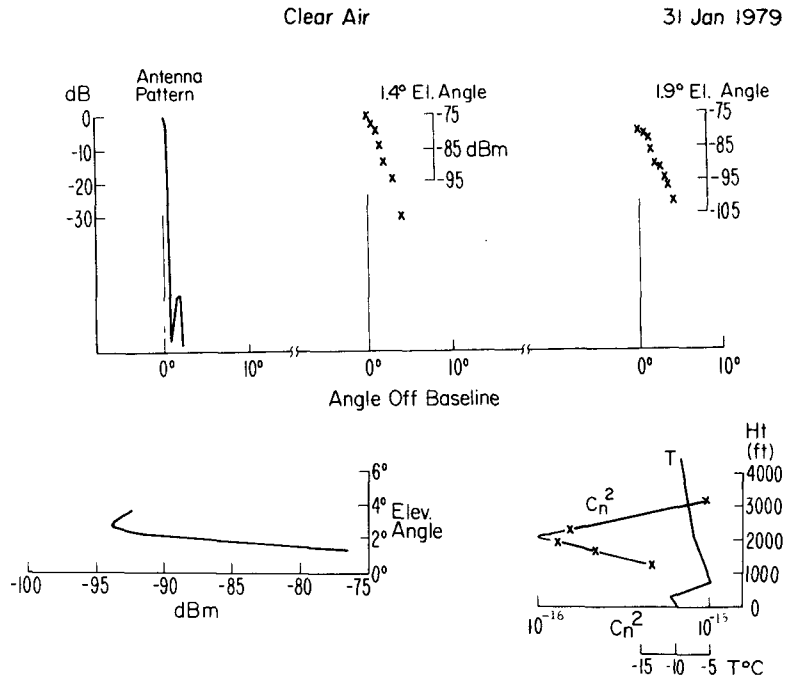 Clear Air
31 Jan 1979
dB
Antenna
Pattern
0
-10
-20
-30
1.4° El. Angle
-75
-85 dBm
-95
1.9° El. Angle
-75
-85
-95
-105
0° 10° 0° 10° 0° 10°
Angle Off Baseline
6°
4°
2°
0°
Elev.
Angle
-100 -95 -90 -85 -80 -75
dBm
Ht
(ft)
T
4000
3000
2000
1000
0
Cn²
10⁻¹⁶ Cn² 10⁻¹⁵
-15 -10 -5 T°C